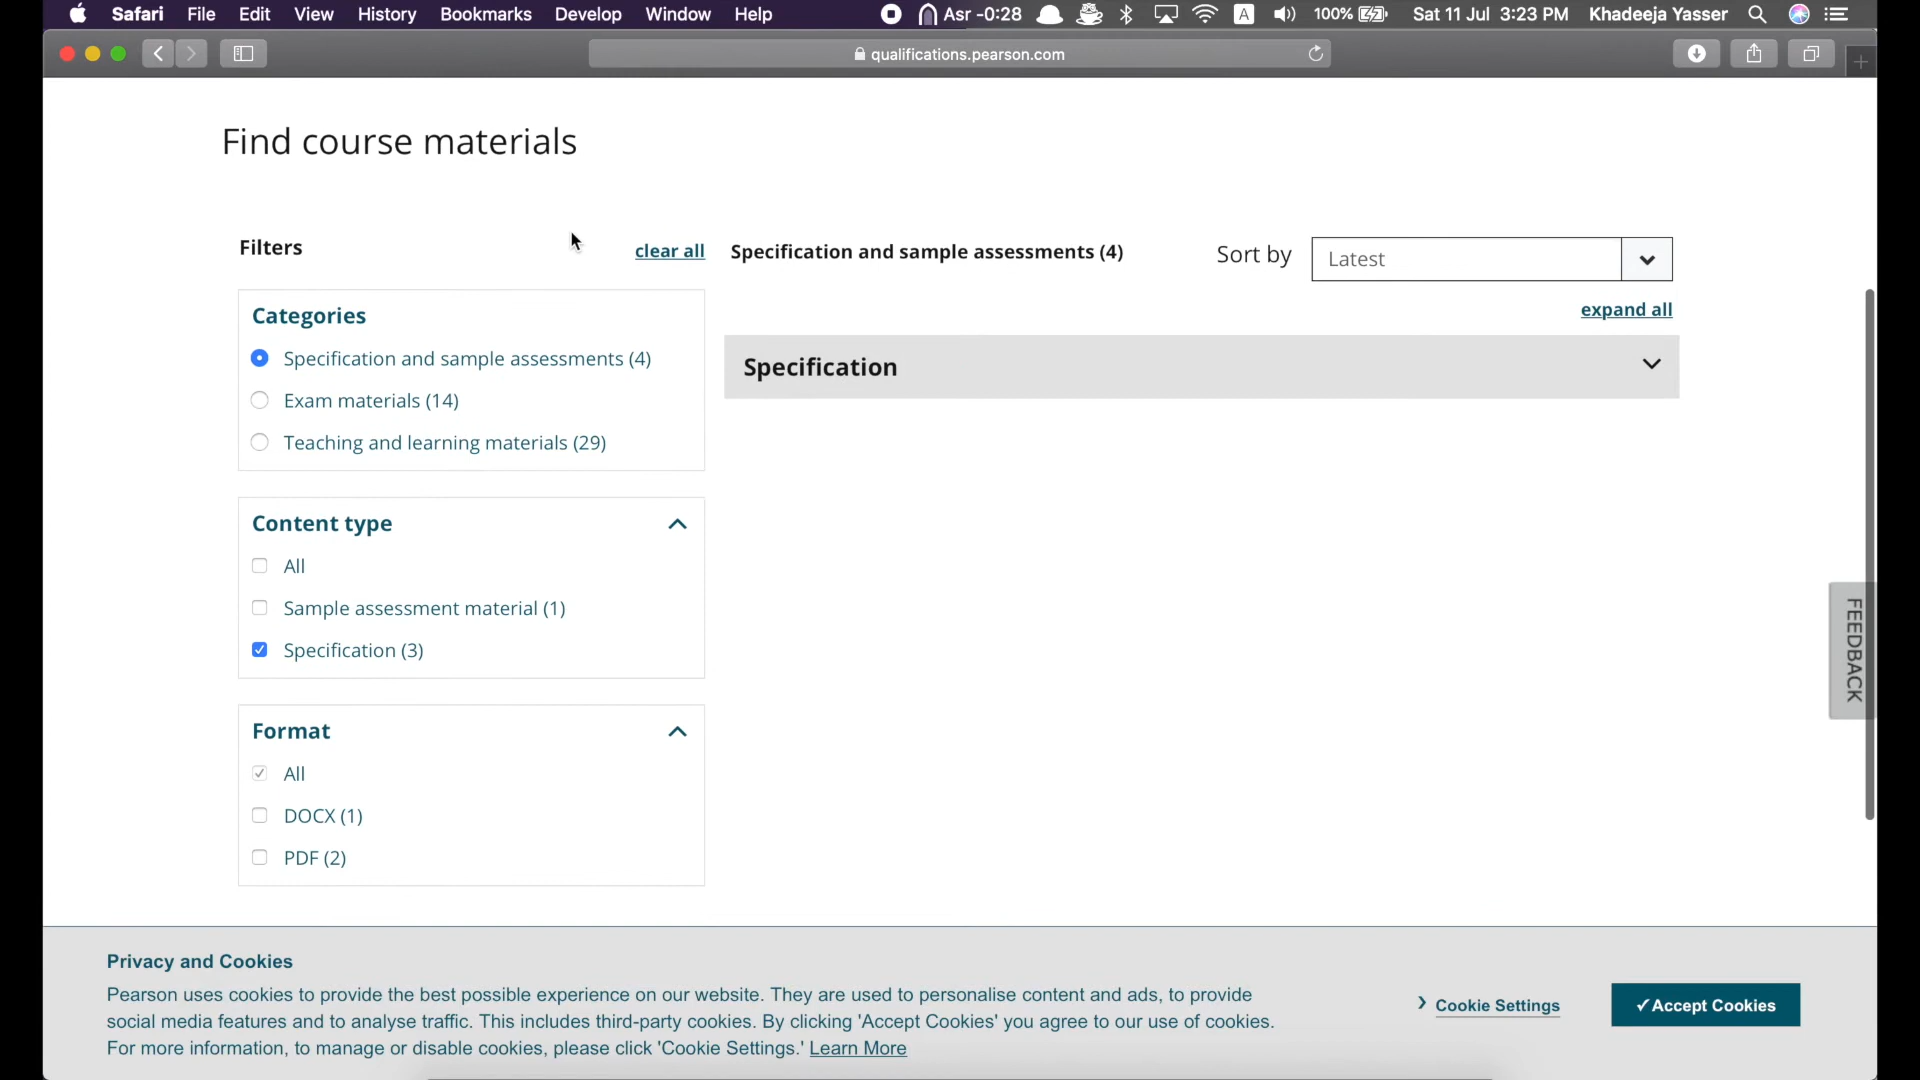 Safari File Edit View History Bookmarks Develop Window Help Asr -0:28 A 100% Sat 11 Jul 3:23 PM Khadeeja Yasser
qualifications.pearson.com
Find course materials
Filters
clear all
Categories
Specification and sample assessments (4)
Exam materials (14)
Teaching and learning materials (29)
Content type
All
Sample assessment material (1)
Specification (3)
Format
All
DOCX (1)
PDF (2)
Specification and sample assessments (4)
Sort by
Latest
expand all
Specification
FEEDBACK
Privacy and Cookies
Pearson uses cookies to provide the best possible experience on our website. They are used to personalise content and ads, to provide
social media features and to analyse traffic. This includes third-party cookies. By clicking 'Accept Cookies' you agree to our use of cookies.
For more information, to manage or disable cookies, please click 'Cookie Settings.' Learn More
Cookie Settings
✓Accept Cookies